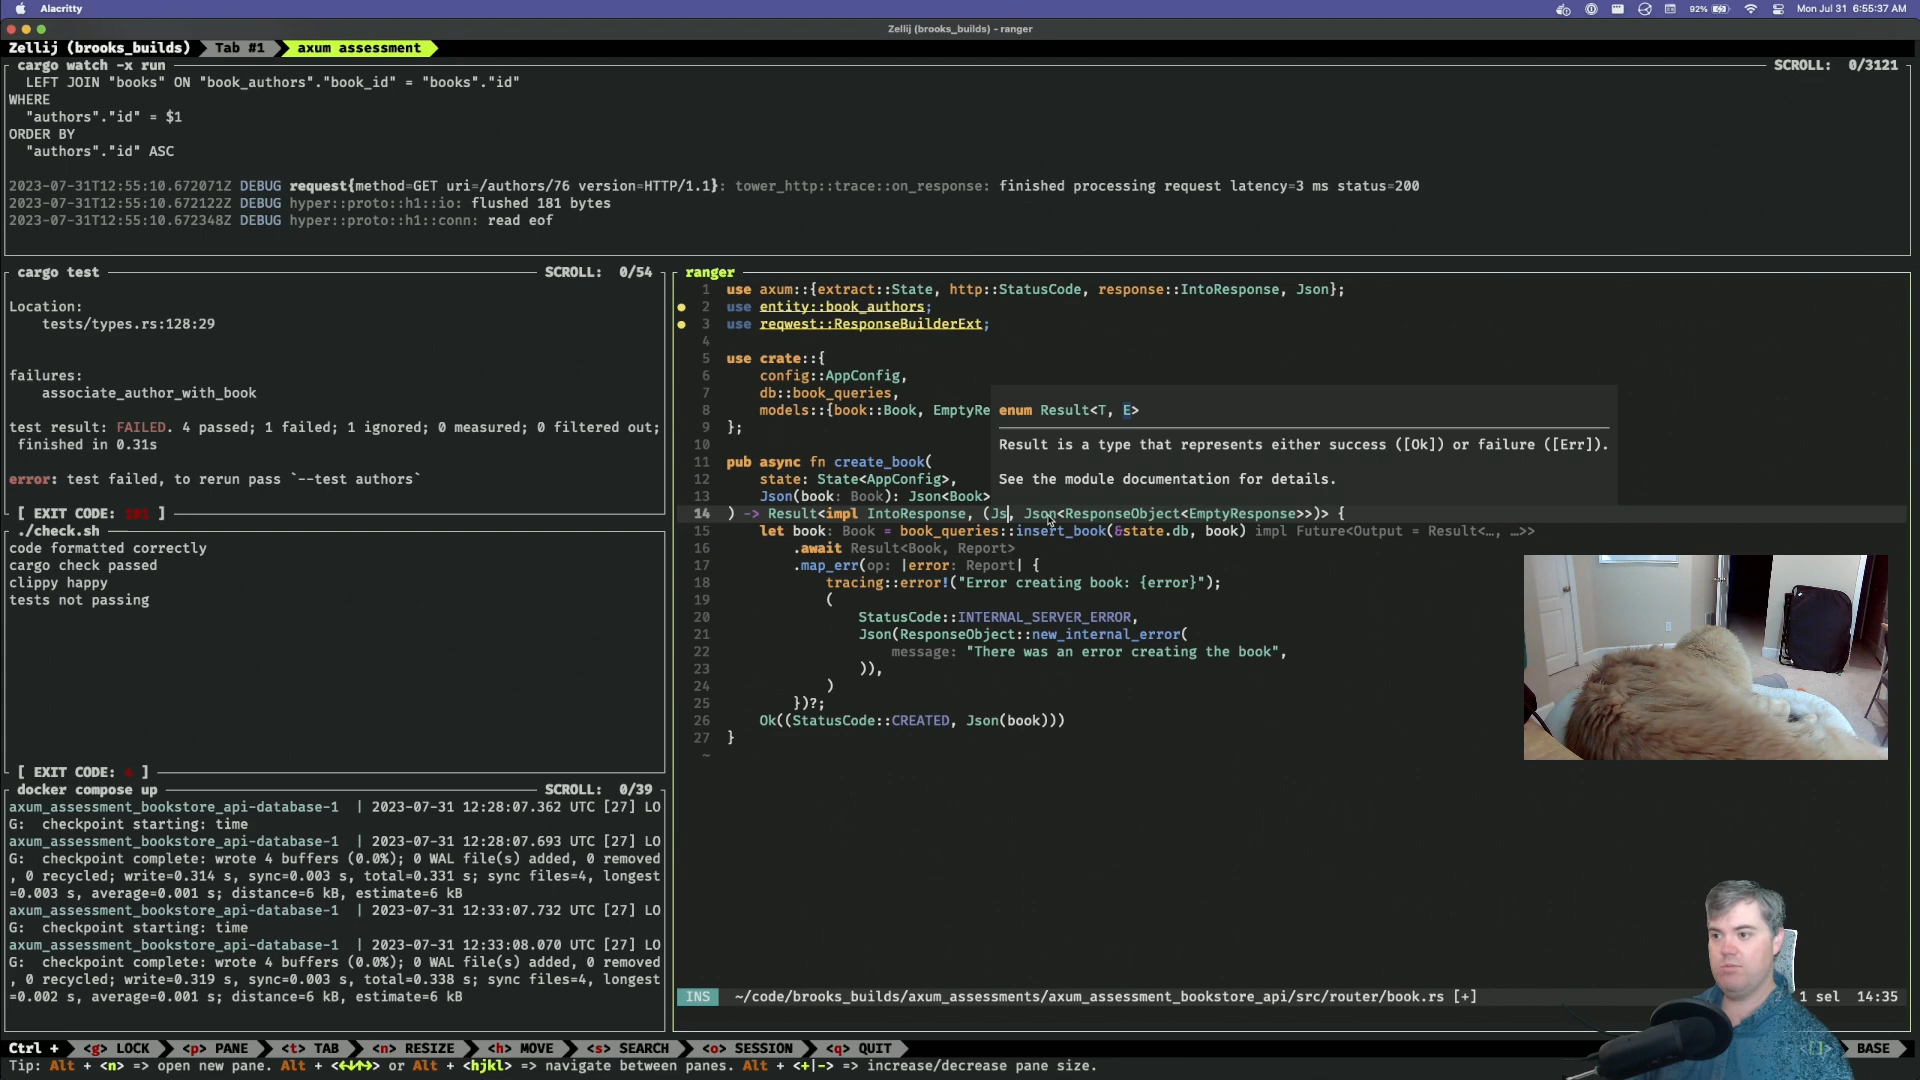 Alacritty
92%
Mon Jul 31 6:55:37 AM
Zellij (brooks_builds) - ranger
Zellij (brooks_builds) Tab #1 axum assessment
cargo watch -x run SCROLL: 0/3121
LEFT JOIN "books" ON "book_authors"."book_id" = "books"."id"
WHERE
"authors"."id" = $1
ORDER BY
"authors"."id" ASC
2023-07-31T12:55:10.672071Z DEBUG request{method=GET uri=/authors/76 version=HTTP/1.1}: tower_http::trace::on_response: finished processing request latency=3 ms status=200
2023-07-31T12:55:10.672122Z DEBUG hyper::proto::h1::io: flushed 181 bytes
2023-07-31T12:55:10.672348Z DEBUG hyper::proto::h1::conn: read eof
cargo test SCROLL: 0/54
Location:
tests/types.rs:128:29
failures:
associate_author_with_book
test result: FAILED. 4 passed; 1 failed; 1 ignored; 0 measured; 0 filtered out;
finished in 0.31s
error: test failed, to rerun pass `--test authors`
[ EXIT CODE: 101 ]
./check.sh
code formatted correctly
cargo check passed
clippy happy
tests not passing
[ EXIT CODE: ]
docker compose up SCROLL: 0/39
axum_assessment_bookstore_api-database-1 | 2023-07-31 12:28:07.362 UTC [27] LO
G: checkpoint starting: time
axum_assessment_bookstore_api-database-1 | 2023-07-31 12:28:07.693 UTC [27] LO
G: checkpoint complete: wrote 4 buffers (0.0%); 0 WAL file(s) added, 0 removed
, 0 recycled; write=0.314 s, sync=0.003 s, total=0.331 s; sync files=4, longest
=0.003 s, average=0.001 s; distance=6 kB, estimate=6 kB
axum_assessment_bookstore_api-database-1 | 2023-07-31 12:33:07.732 UTC [27] LO
G: checkpoint starting: time
axum_assessment_bookstore_api-database-1 | 2023-07-31 12:33:08.070 UTC [27] LO
G: checkpoint complete: wrote 4 buffers (0.0%); 0 WAL file(s) added, 0 removed
, 0 recycled; write=0.319 s, sync=0.003 s, total=0.338 s; sync files=4, longest
=0.002 s, average=0.001 s; distance=6 kB, estimate=6 kB
ranger
1 use axum::{extract::State, http::StatusCode, response::IntoResponse, Json};
2 use entity::book_authors;
3 use reqwest::ResponseBuilderExt;
4
5 use crate::{
6 config::AppConfig,
7 db::book_queries,
8 models::{book::Book, EmptyRe
9 };
10
11 pub async fn create_book(
12 state: State<AppConfig>,
13 Json(book: Book): Json<Book>
14 ) -> Result<impl IntoResponse, (Js, Json<ResponseObject<EmptyResponse>>)> {
15 let book: Book = book_queries::insert_book(&state.db, book) impl Future<Output = Result<…, …>>
16 .await Result<Book, Report>
17 .map_err(op: |error: Report| {
18 tracing::error!("Error creating book: {error}");
19 (
20 StatusCode::INTERNAL_SERVER_ERROR,
21 Json(ResponseObject::new_internal_error(
22 message: "There was an error creating the book",
23 )),
24 )
25 })?;
26 Ok((StatusCode::CREATED, Json(book)))
27 }
~
enum Result<T, E>
Result is a type that represents either success ([Ok]) or failure ([Err]).
See the module documentation for details.
INS ~/code/brooks_builds/axum_assessments/axum_assessment_bookstore_api/src/router/book.rs [+] 1 sel 14:35
Ctrl + <g> LOCK <p> PANE <t> TAB <n> RESIZE <h> MOVE <s> SEARCH <o> SESSION <q> QUIT <[]> BASE
Tip: Alt + <n> => open new pane. Alt + <←↓↑→> or Alt + <hjkl> => navigate between panes. Alt + <+|-> => increase/decrease pane size.